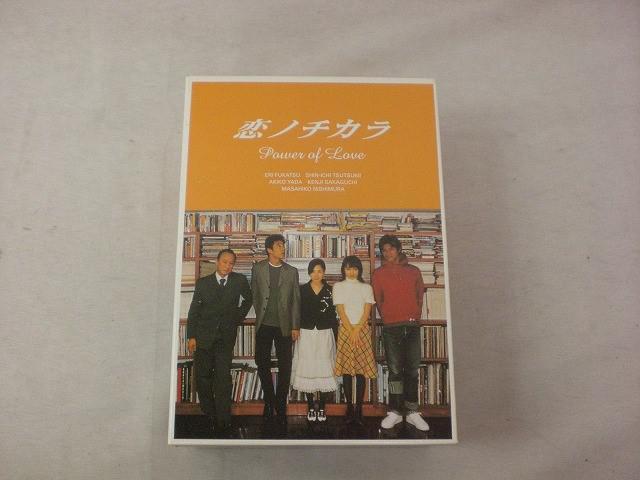 恋ノチカラ
Power of Love
ERI FUKATSU SHIN-ICHI TSUTSUMI
AKIKO YADA KENJI SAKAGUCHI
MASAHIKO NISHIMURA